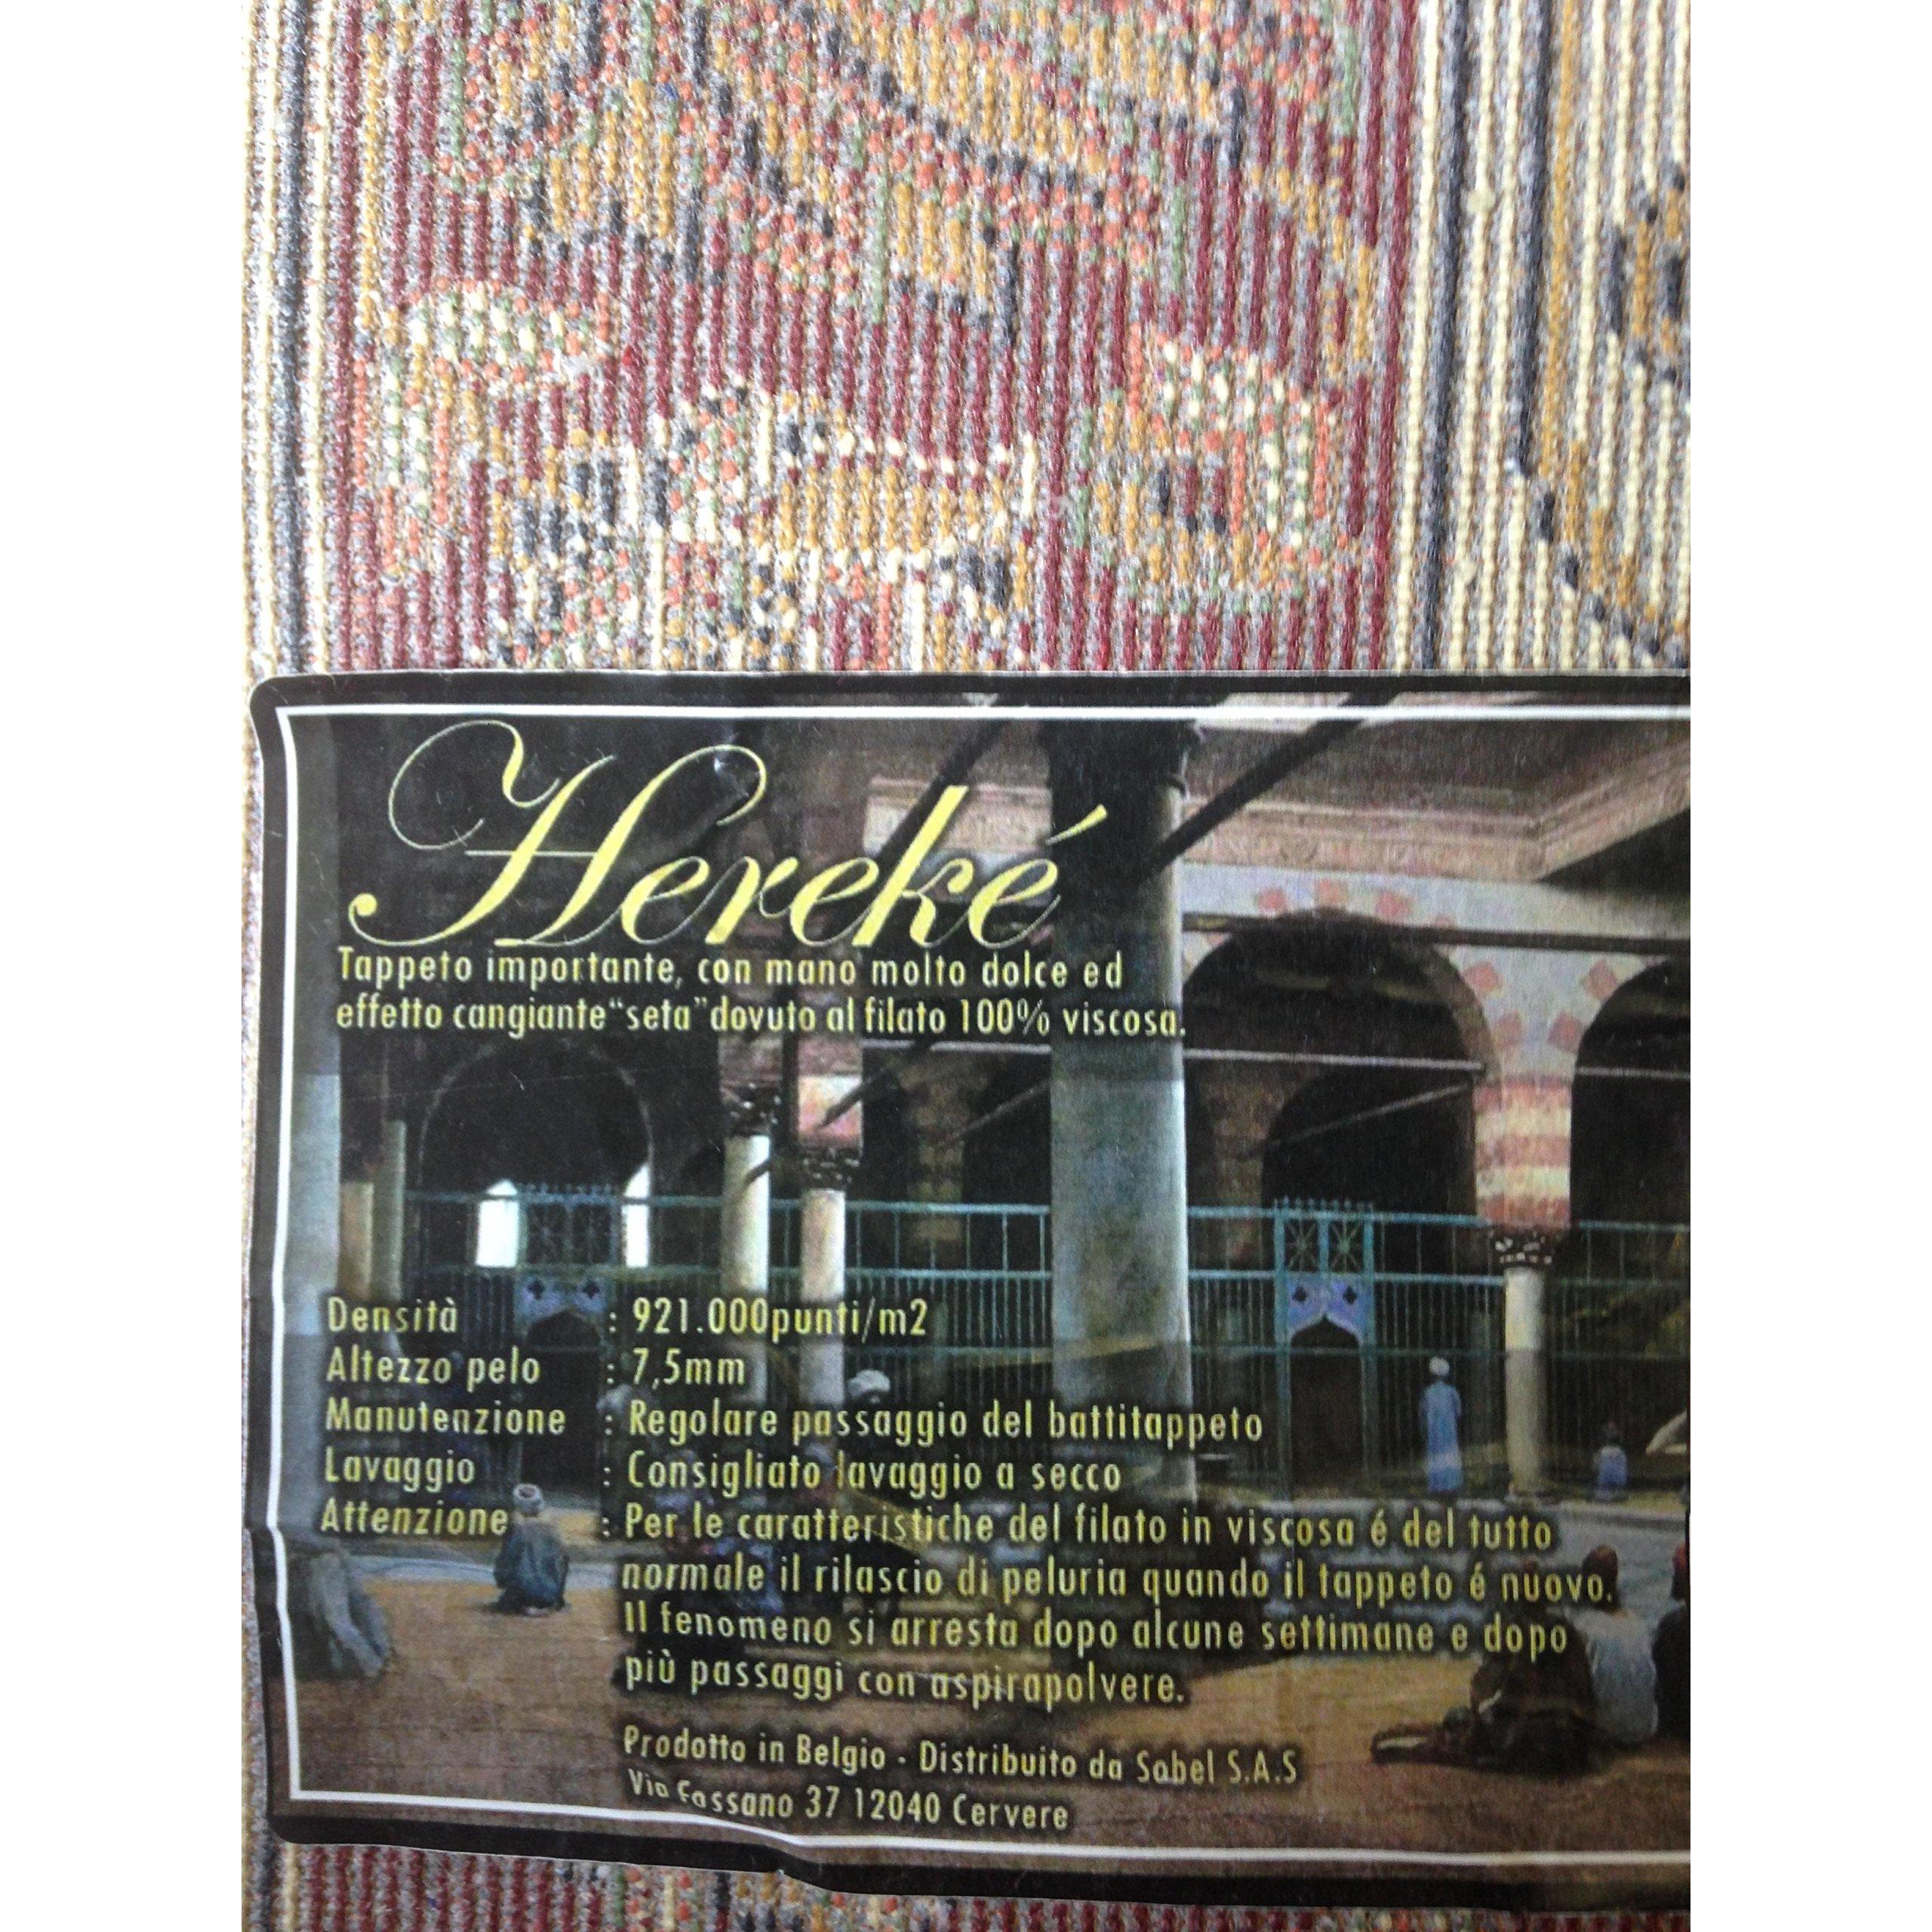 Hereké
Tappeto importante, con mano molto dolce ed
effetto cangiante "seta" dovuto al filato 100% viscosa.
Densità : 921.000punti/m2
Altezzo pelo : 7,5mm
Manutenzione : Regolare passaggio del battitappeto
Lavaggio : Consigliato lavaggio a secco
Attenzione : Per le caratteristiche del filato in viscosa é del tutto
normale il rilascio di peluria quando il tappeto é nuovo.
Il fenomeno si arresta dopo alcune settimane e dopo
più passaggi con aspirapolvere.
Prodotto in Belgio - Distribuito da Sabel S.A.S
Via Fossano 37 12040 Cervere